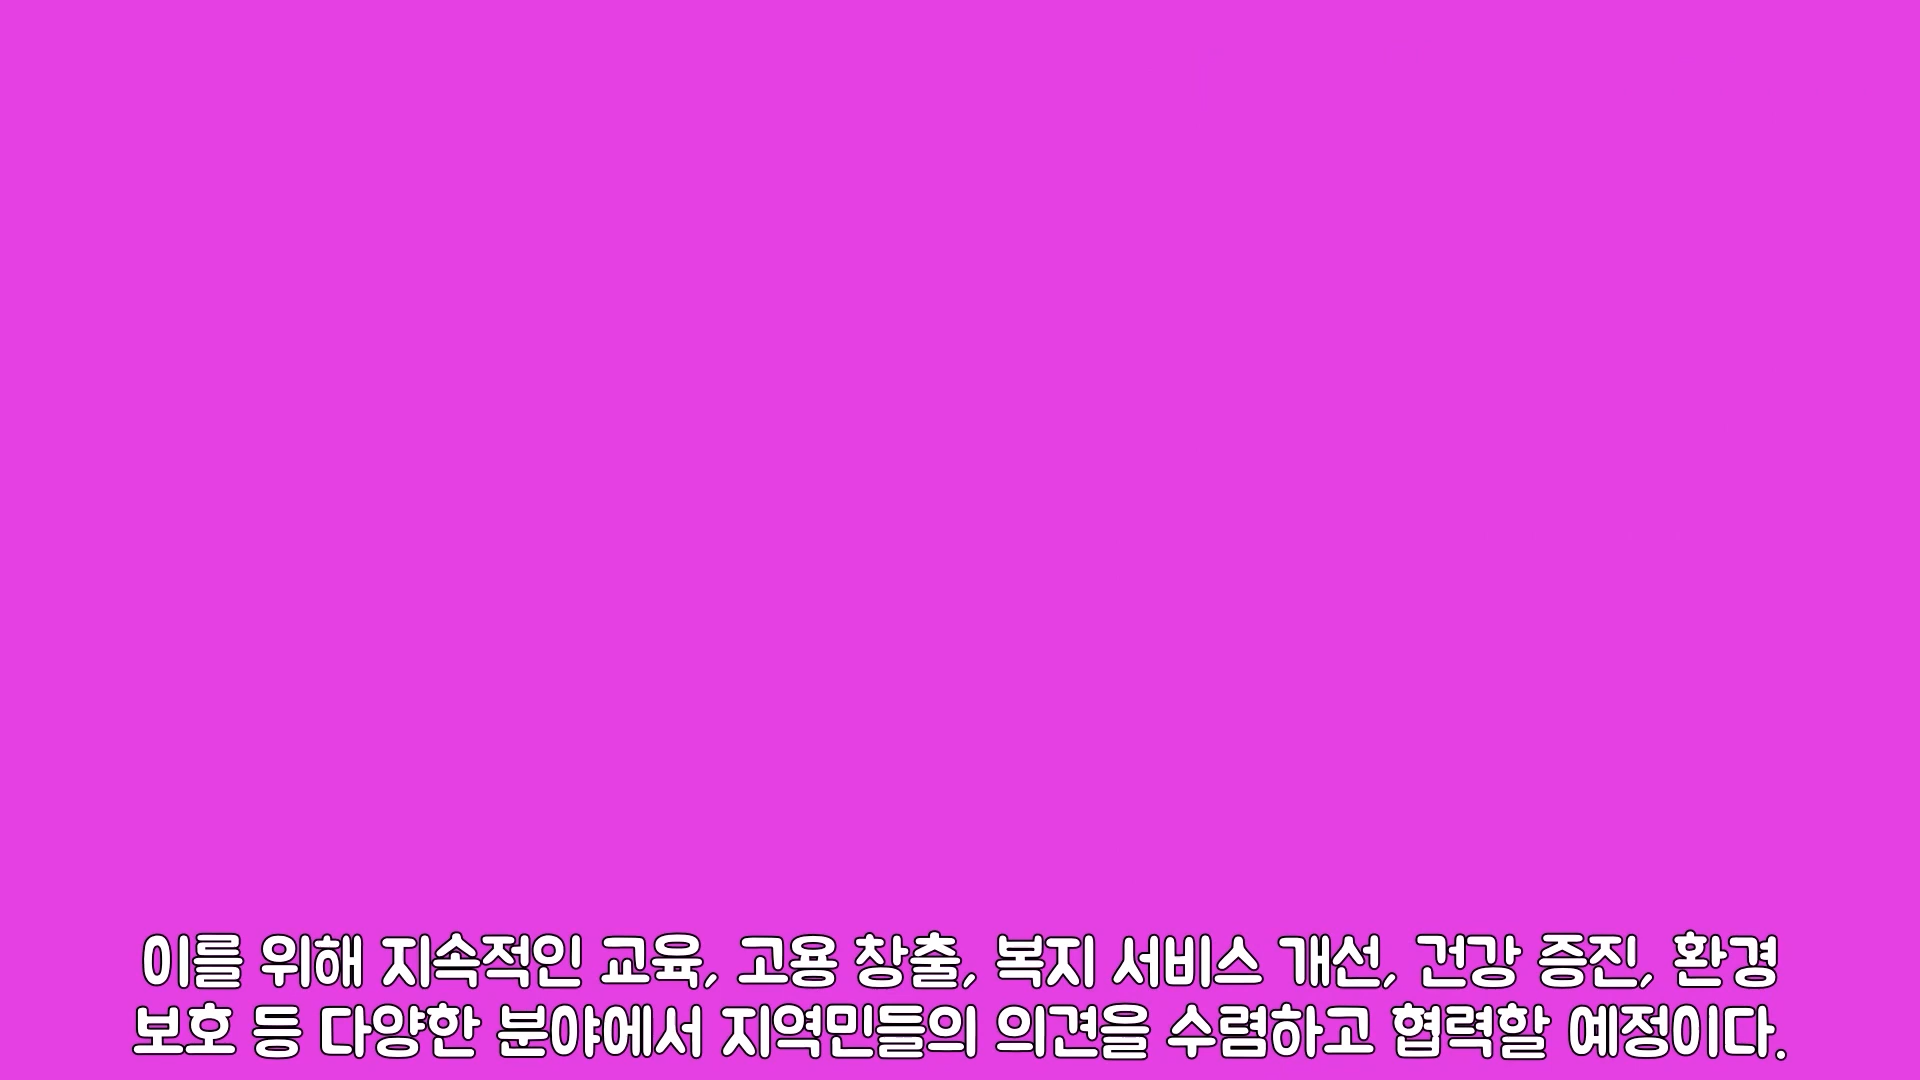 이를 위해 지속적인 교육, 고용 창출, 복지 서비스 개선, 건강 증진, 환경
보호 등 다양한 분야에서 지역민들의 의견을 수렴하고 협력할 예정이다.